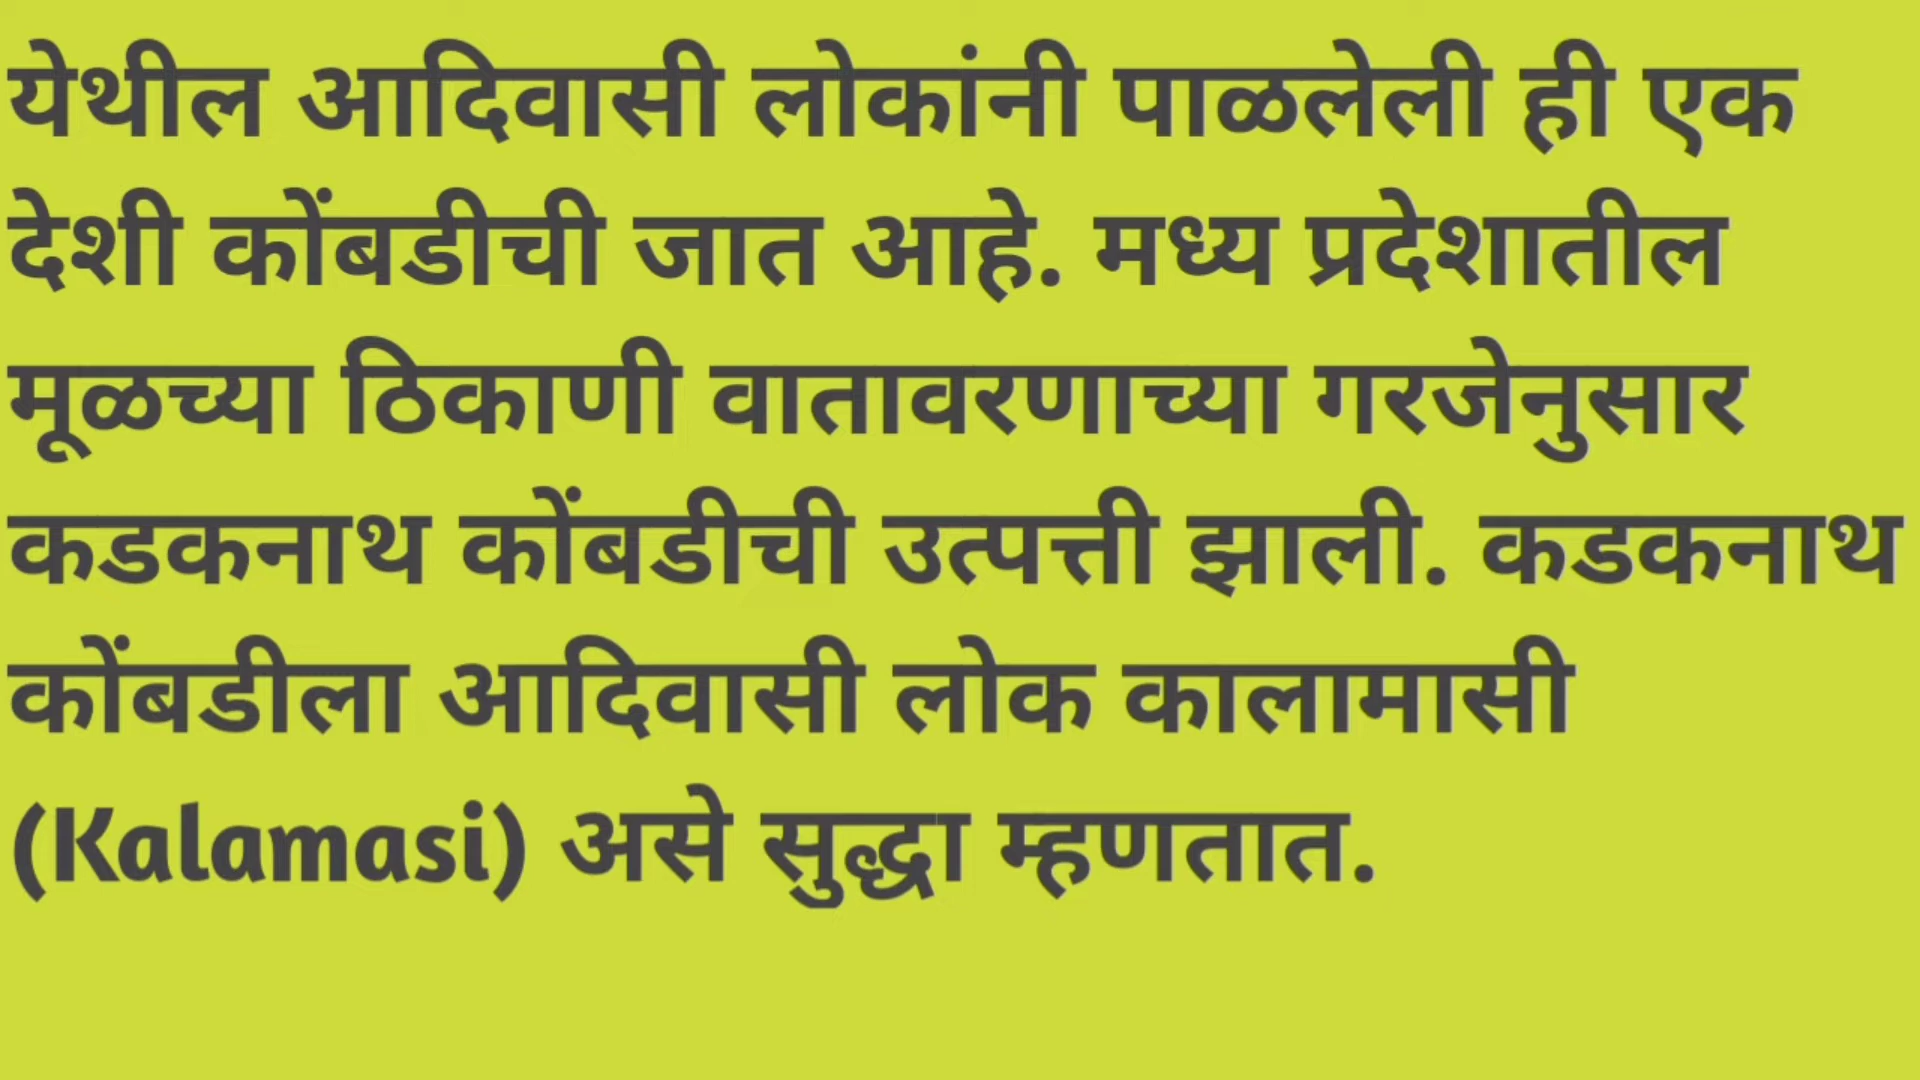 येथील आदिवासी लोकांनी पाळलेली ही एक
देशी कोंबडीची जात आहे. मध्य प्रदेशातील
मूळच्या ठिकाणी वातावरणाच्या गरजेनुसार
कडकनाथ कोंबडीची उत्पत्ती झाली. कडकनाथ
कोंबडीला आदिवासी लोक कालामासी
(Kalamasi) असे सुद्धा म्हणतात.